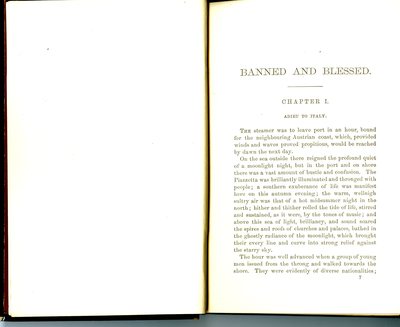 BANNED AND BLESSED.
CHAPTER I.
ADIEU TO ITALY.
THE steamer was to leave port in an hour, bound
for the neighbouring Austrian coast, which, provided
winds and waves proved propitious, would be reached
by dawn the next day.
On the sea outside there reigned the profound quiet
of a moonlight night, but in the port and on shore
there was a vast amount of bustle and confusion. The
Piazzetta was brilliantly illuminated and thronged with
people; a southern exuberance of life was manifest
here on this autumn evening; the warm, wellnigh
sultry air was that of a hot midsummer night in the
north; hither and thither rolled the tide of life, stirred
and sustained, as it were, by the tones of music; and
above this sea of light, brilliancy, and sound soared
the spires and roofs of churches and palaces, bathed in
the ghostly radiance of the moonlight, which brought
their every line and curve into strong relief against
the starry sky.
The hour was well advanced when a group of young
men issued from the throng and walked towards the
shore. They were evidently of diverse nationalities;